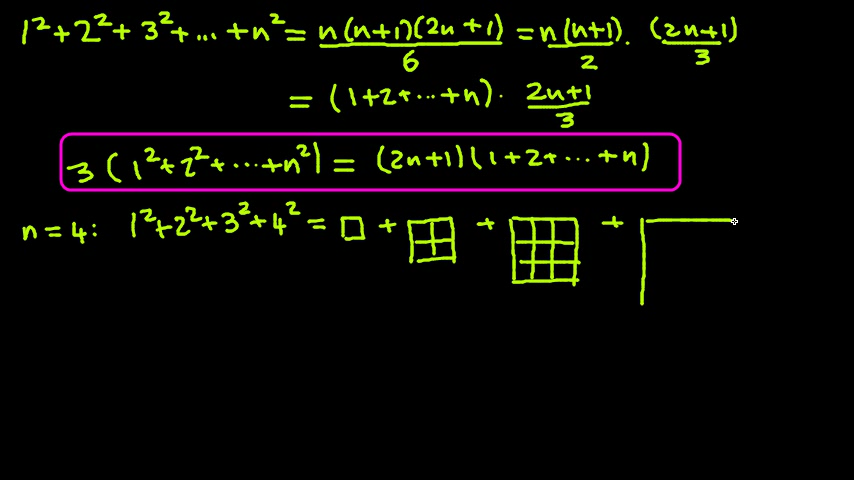 1² + 2² + 3² + ... + n² = n(n+1)(2n+1)/6 = n(n+1)/2 · (2n+1)/3
= (1+2+...+n) · 2n+1/3
3 (1² + 2² + ... + n²) = (2n+1)(1+2+...+n)
n = 4: 1² + 2² + 3² + 4² = □ + + +